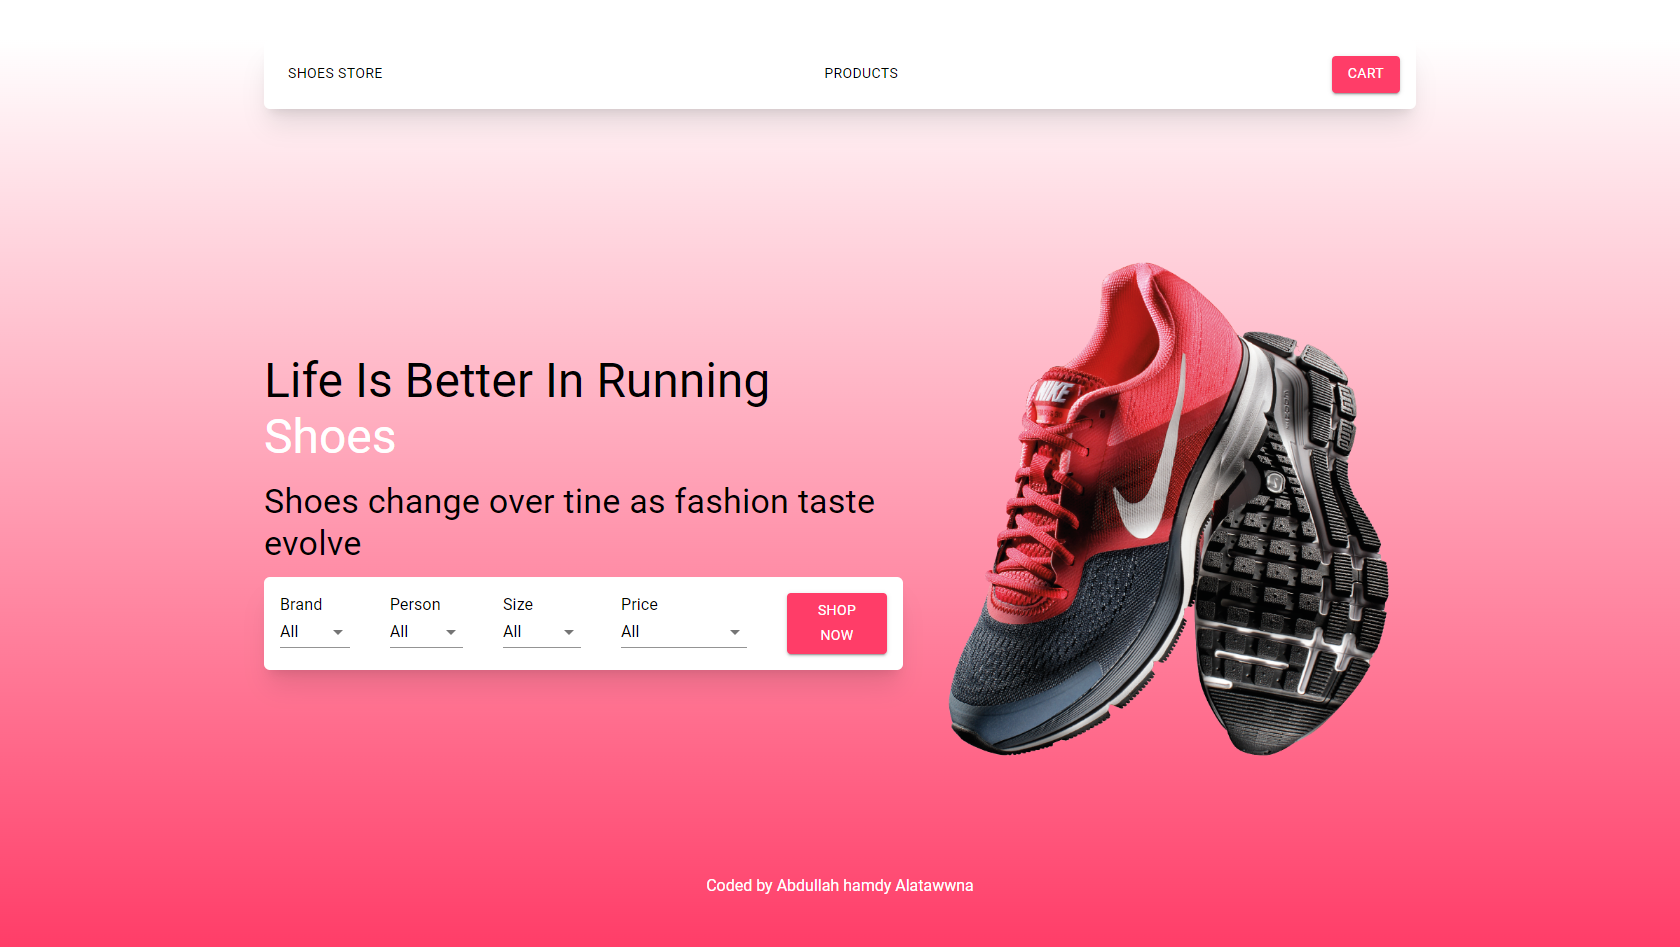 SHOES STORE
PRODUCTS
CART
Life Is Better In Running
Shoes
Shoes change over tine as fashion taste
evolve
Brand
Person
Size
Price
All
All
All
All
SHOP
NOW
NIKE
Coded by Abdullah hamdy Alatawwna